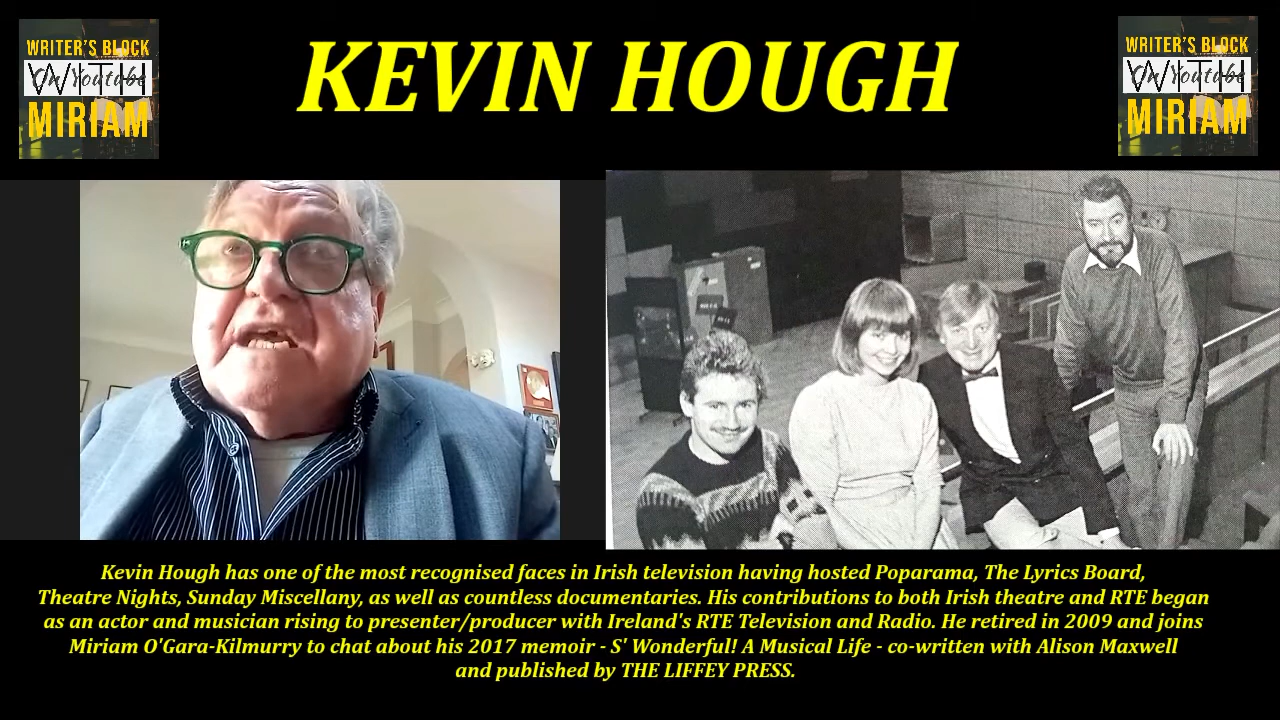 WRITER'S BLOCK
WITH
On Youtube
MIRIAM
KEVIN HOUGH
WRITER'S BLOCK
WITH
On Youtube
MIRIAM
Kevin Hough has one of the most recognised faces in Irish television having hosted Poparama, The Lyrics Board,
Theatre Nights, Sunday Miscellany, as well as countless documentaries. His contributions to both Irish theatre and RTE began
as an actor and musician rising to presenter/producer with Ireland's RTE Television and Radio. He retired in 2009 and joins
Miriam O'Gara-Kilmurry to chat about his 2017 memoir - S' Wonderful! A Musical Life - co-written with Alison Maxwell
and published by THE LIFFEY PRESS.